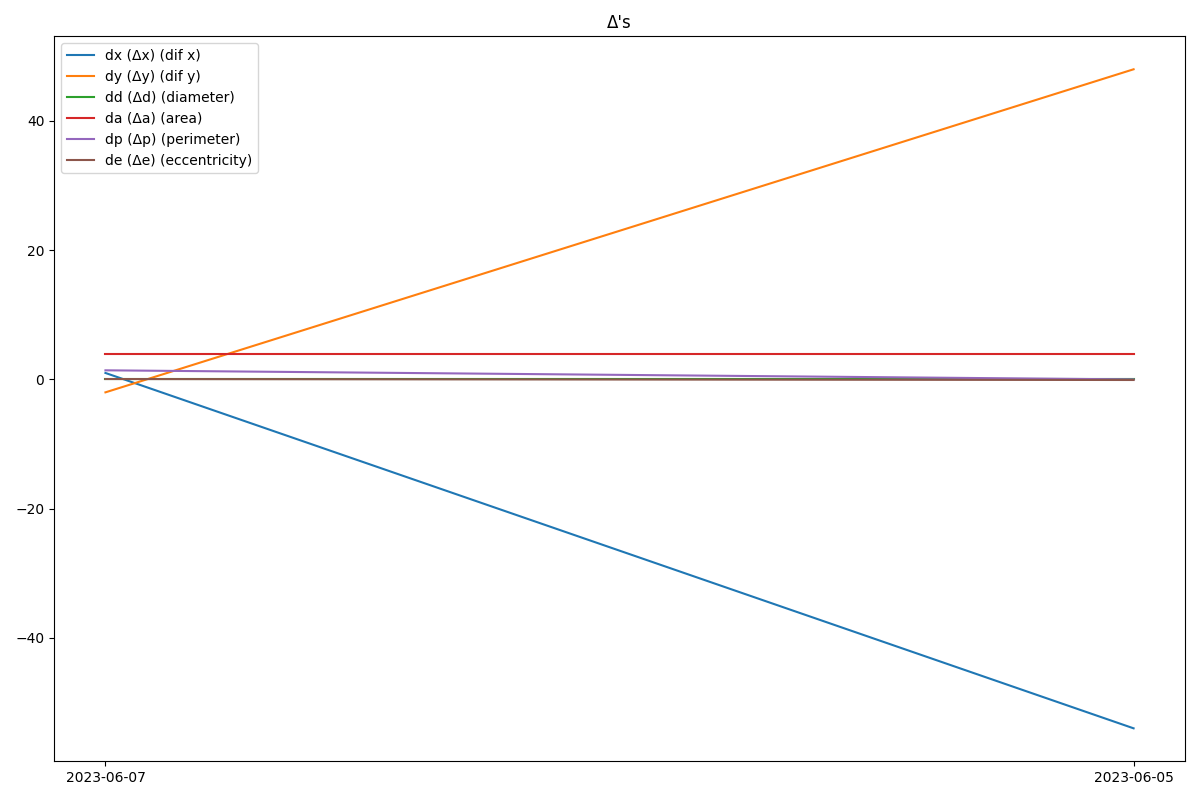 Δ's
dx (Δx) (dif x)
dy (Δy) (dif y)
dd (Δd) (diameter)
da (Δa) (area)
dp (Δp) (perimeter)
de (Δe) (eccentricity)
40
20
0
−20
−40
2023-06-07
2023-06-05